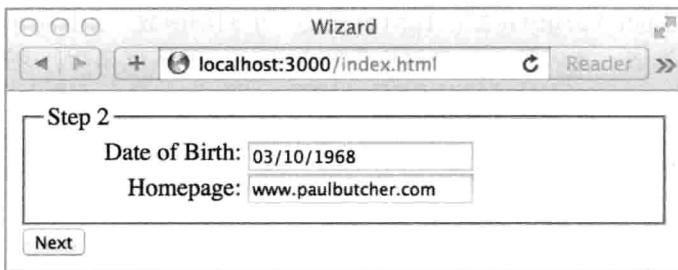 Wizard
localhost:3000/index.html
Reader
Step 2
Date of Birth: 03/10/1968
Homepage: www.paulbutcher.com
Next